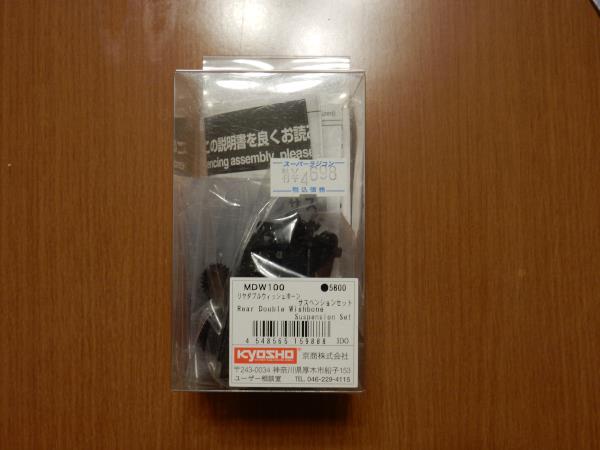 この説明書を良くお読み
encing assembly, please
スーパーラジコン
4698
税込価格
MDW100 ●5800
リヤダブルウィッシュボーン
サスペンションセット
Rear Double Wishbone
Suspension Set
4 548565 159888 IDO
KYOSHO 京商株式会社
〒243-0034 神奈川県厚木市船子153
ユーザー相談室 TEL.046-229-4115